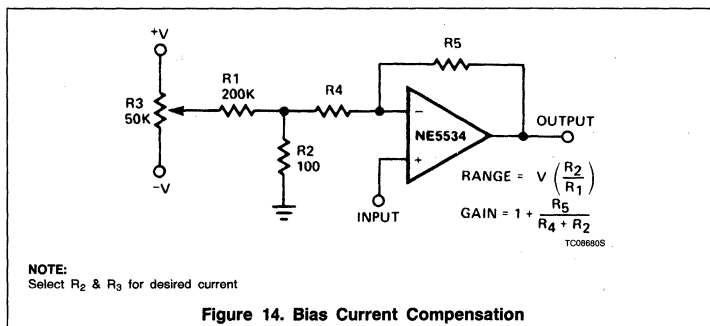 +V
R3
50K
-V
R1
200K
R2
100
R4
R5
NE5534
-
+
INPUT
OUTPUT
RANGE = V (R2/R1)
GAIN = 1 + R5/(R4 + R2)
TC08680S
NOTE:
Select R2 & R3 for desired current
Figure 14. Bias Current Compensation